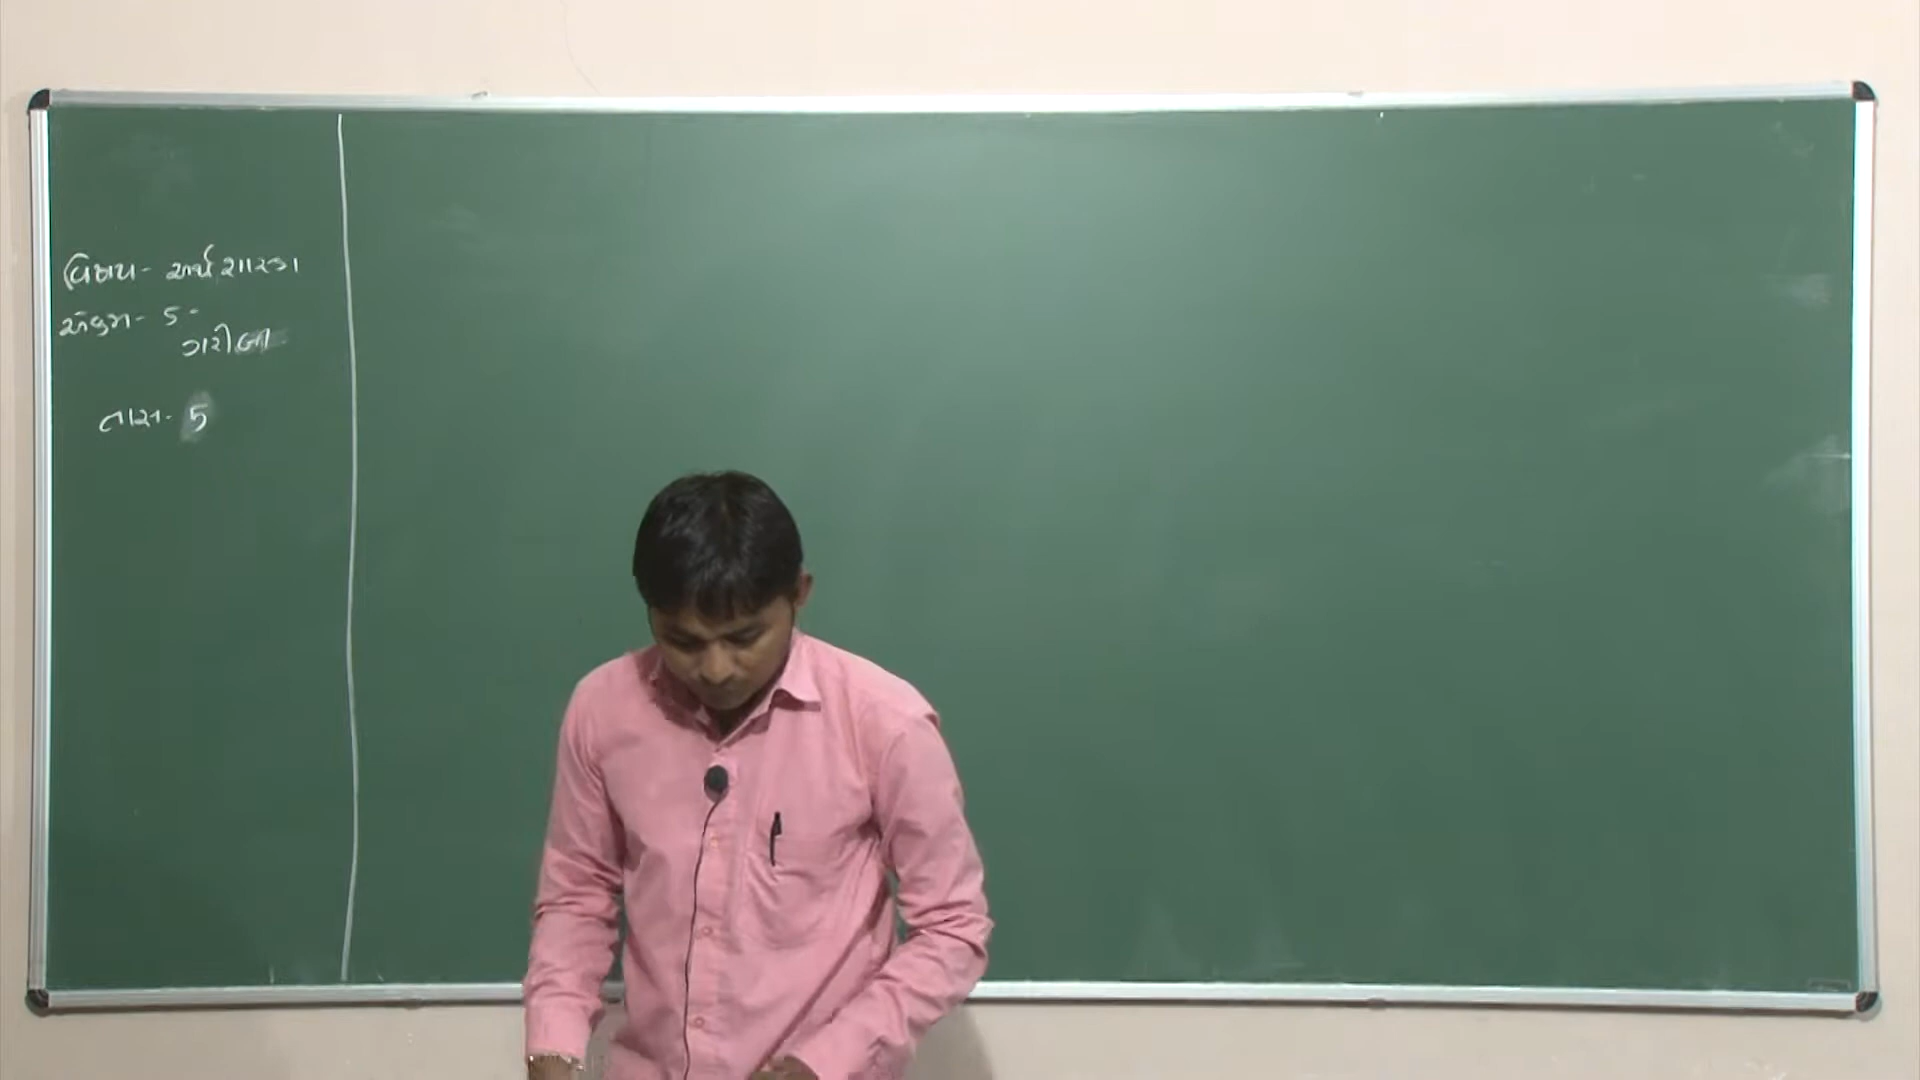 વિષય - અર્થશાસ્ત્ર
એકમ - 5 -
ગરીબી
તાસ - 5